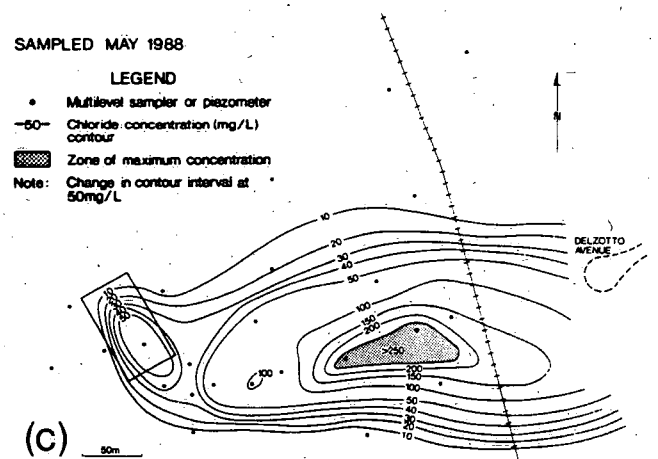 SAMPLED MAY 1988
LEGEND
Multilevel sampler or piezometer
-50- Chloride concentration (mg/L)
contour
Zone of maximum concentration
Note: Change in contour interval at
50mg/L
N
DELZOTTO
AVENUE
10
20
30
40
50
100
150
200
>250
100
200
150
100
50
40
30
20
10
(C)
50m